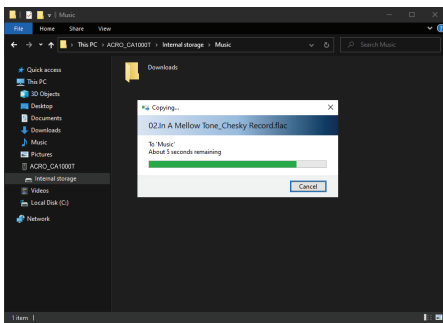 Music
File Home Share View
This PC > ACRO_CA1000T > Internal storage > Music
Search Music
Quick access
This PC
3D Objects
Desktop
Documents
Downloads
Music
Pictures
ACRO_CA1000T
Internal storage
Videos
Local Disk (C:)
Network
Downloads
Copying...
02.In A Mellow Tone_Chesky Record.flac
To 'Music'
About 5 seconds remaining
Cancel
1 item